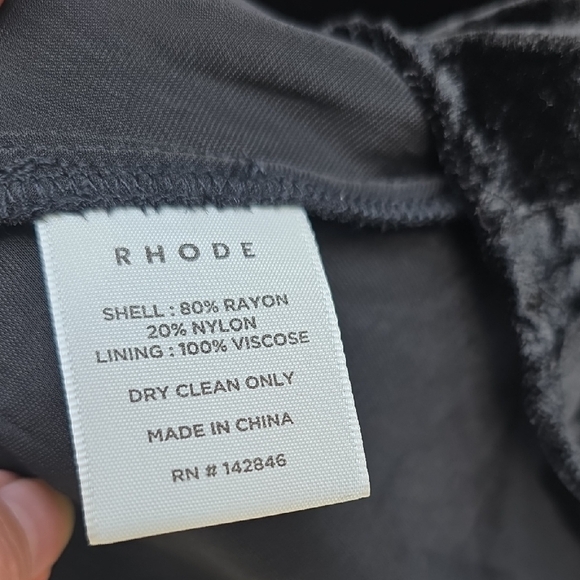 RHODE
SHELL : 80% RAYON
20% NYLON
LINING : 100% VISCOSE
DRY CLEAN ONLY
MADE IN CHINA
RN # 142846